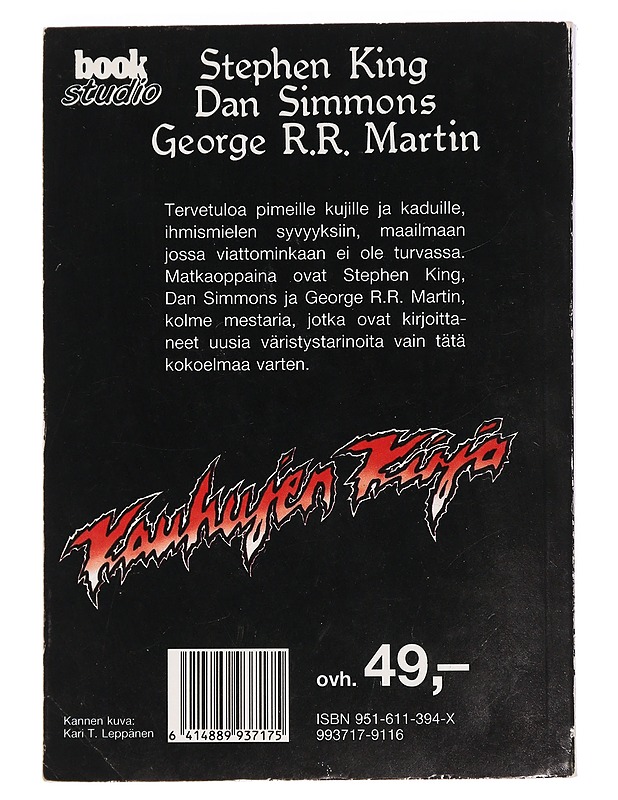 book
studio
Stephen King
Dan Simmons
George R.R. Martin
Tervetuloa pimeille kujille ja kaduille,
ihmismielen syvyyksiin, maailmaan
jossa viattominkaan ei ole turvassa.
Matkaoppaina ovat Stephen King,
Dan Simmons ja George R.R. Martin,
kolme mestaria, jotka ovat kirjoitta-
neet uusia väristystarinoita vain tätä
kokoelmaa varten.
Kauhujen Kirja
ovh. 49,–
Kannen kuva:
Kari T. Leppänen
6 414889 937175
ISBN 951-611-394-X
993717-9116